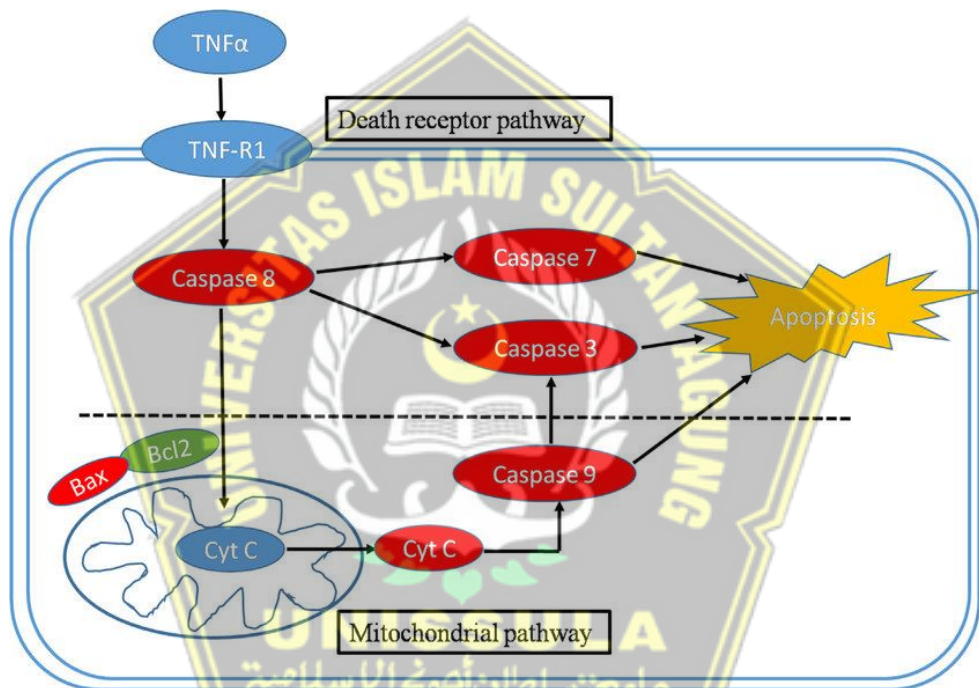 TNFα
Death receptor pathway
TNF-R1
UNIVERSITAS ISLAM SULTAN AGUNG
Caspase 7
Caspase 8
Apoptosis
Caspase 3
Bcl2
Bax
Caspase 9
Cyt C
Cyt C
UNISSULA
Mitochondrial pathway